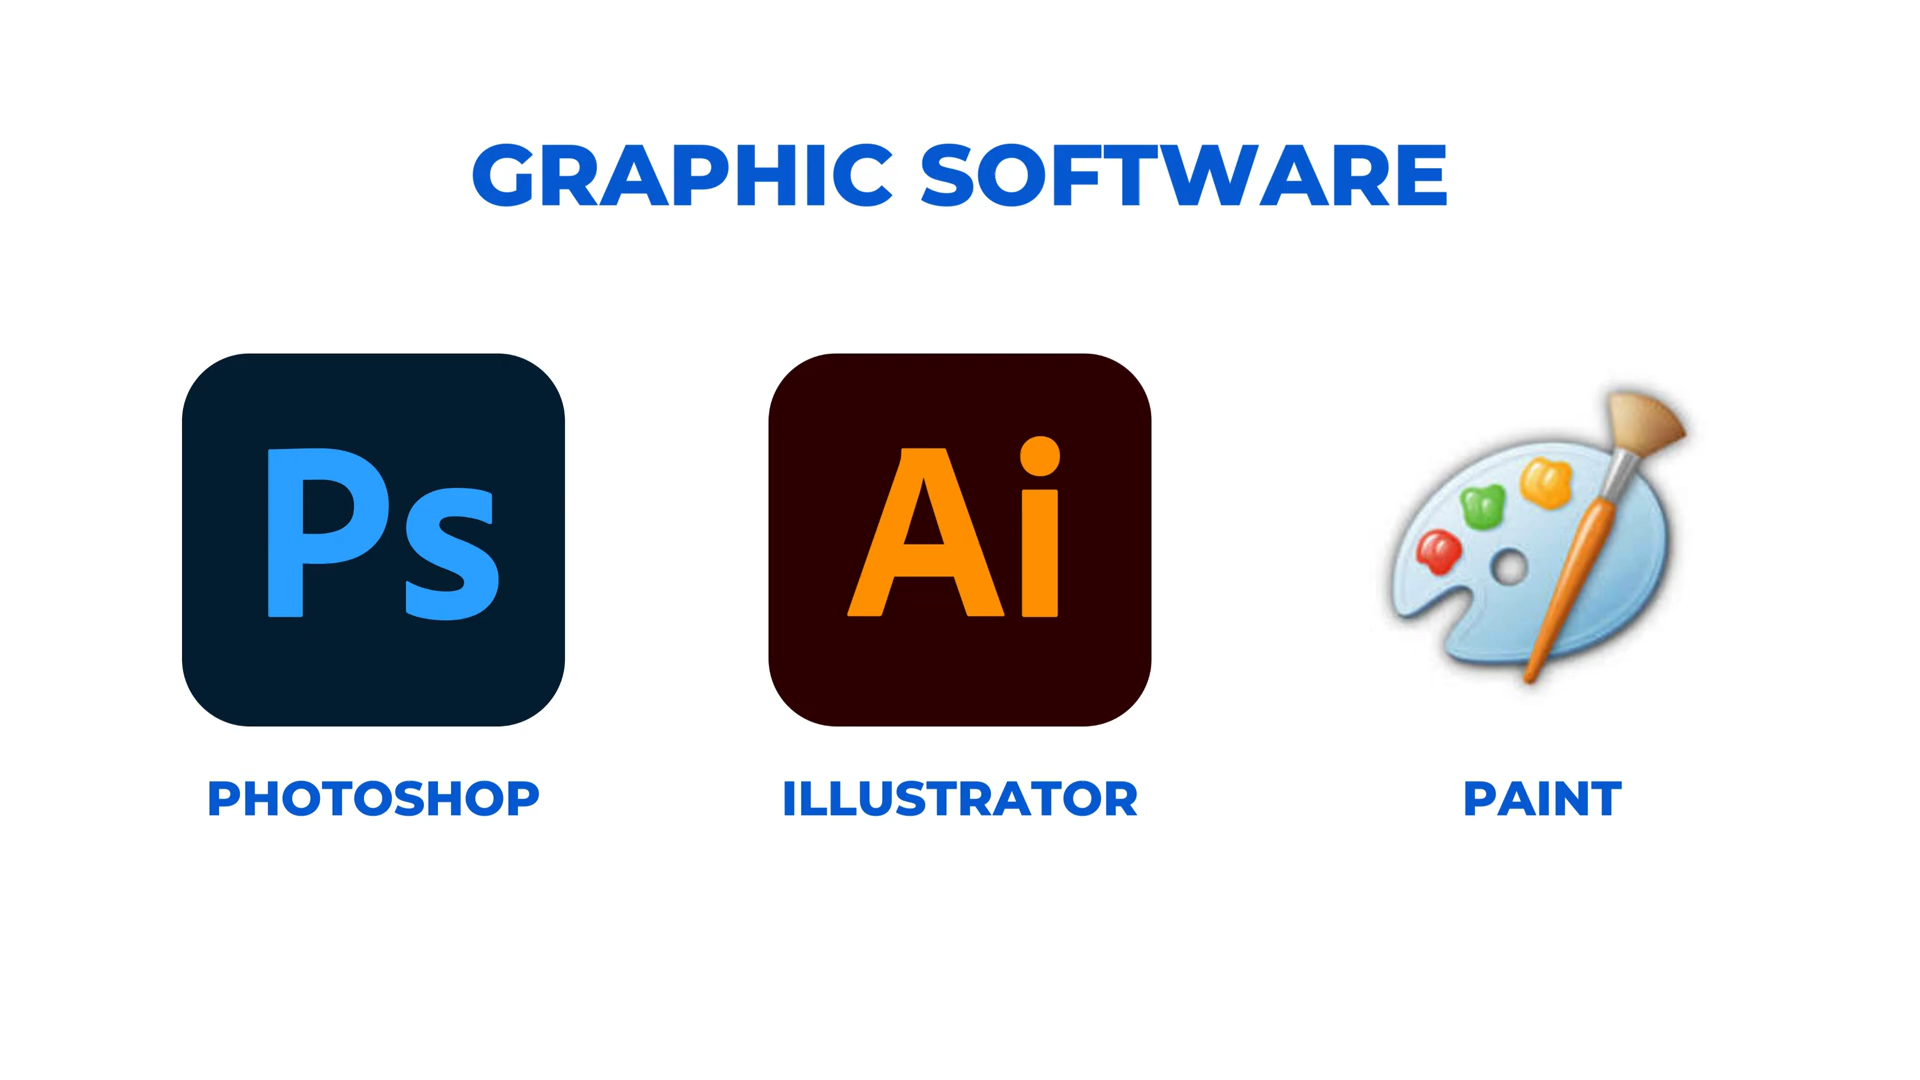 GRAPHIC SOFTWARE
Ps
Ai
PHOTOSHOP
ILLUSTRATOR
PAINT